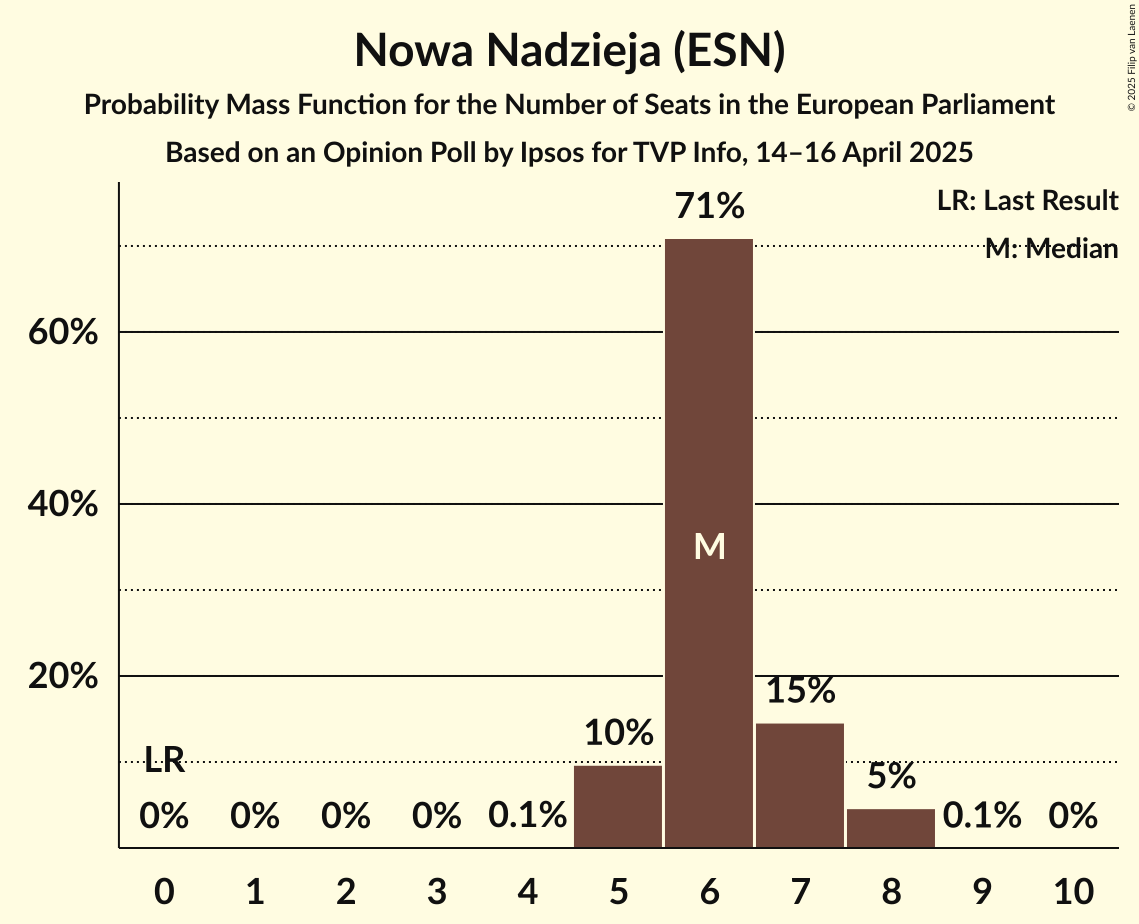 © 2025 Filip van Laenen
Nowa Nadzieja (ESN)
Probability Mass Function for the Number of Seats in the European Parliament
Based on an Opinion Poll by Ipsos for TVP Info, 14–16 April 2025
LR: Last Result
M: Median
71%
60%
40%
M
20%
15%
10%
LR
5%
0% 0% 0% 0% 0.1% 0.1% 0%
0 1 2 3 4 5 6 7 8 9 10